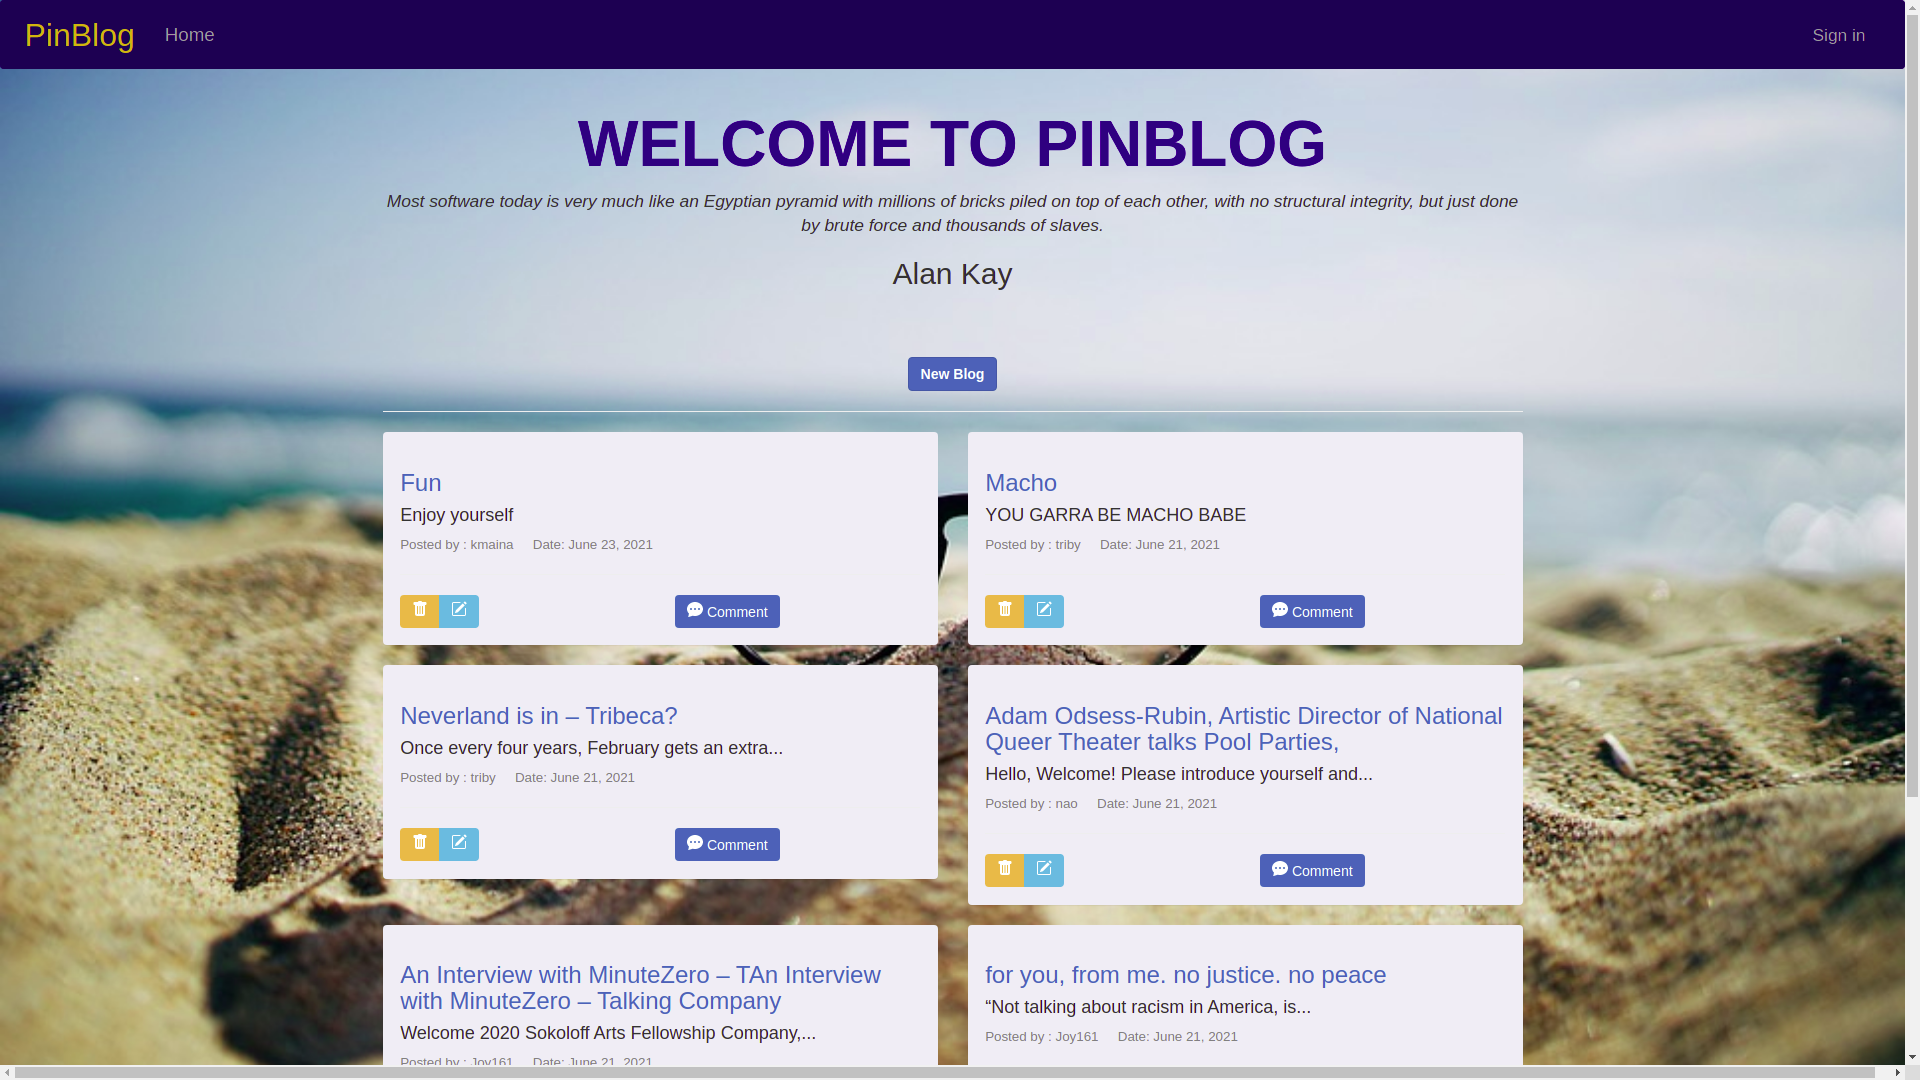 PinBlog
Home
Sign in
WELCOME TO PINBLOG
Most software today is very much like an Egyptian pyramid with millions of bricks piled on top of each other, with no structural integrity, but just done
by brute force and thousands of slaves.
Alan Kay
New Blog
Fun
Enjoy yourself
Posted by : kmaina Date: June 23, 2021
Comment
Macho
YOU GARRA BE MACHO BABE
Posted by : triby Date: June 21, 2021
Comment
Neverland is in – Tribeca?
Once every four years, February gets an extra...
Posted by : triby Date: June 21, 2021
Comment
Adam Odsess-Rubin, Artistic Director of National
Queer Theater talks Pool Parties,
Hello, Welcome! Please introduce yourself and...
Posted by : nao Date: June 21, 2021
Comment
An Interview with MinuteZero – TAn Interview
with MinuteZero – Talking Company
Welcome 2020 Sokoloff Arts Fellowship Company,...
Posted by : Joy161 Date: June 21, 2021
for you, from me. no justice. no peace
“Not talking about racism in America, is...
Posted by : Joy161 Date: June 21, 2021